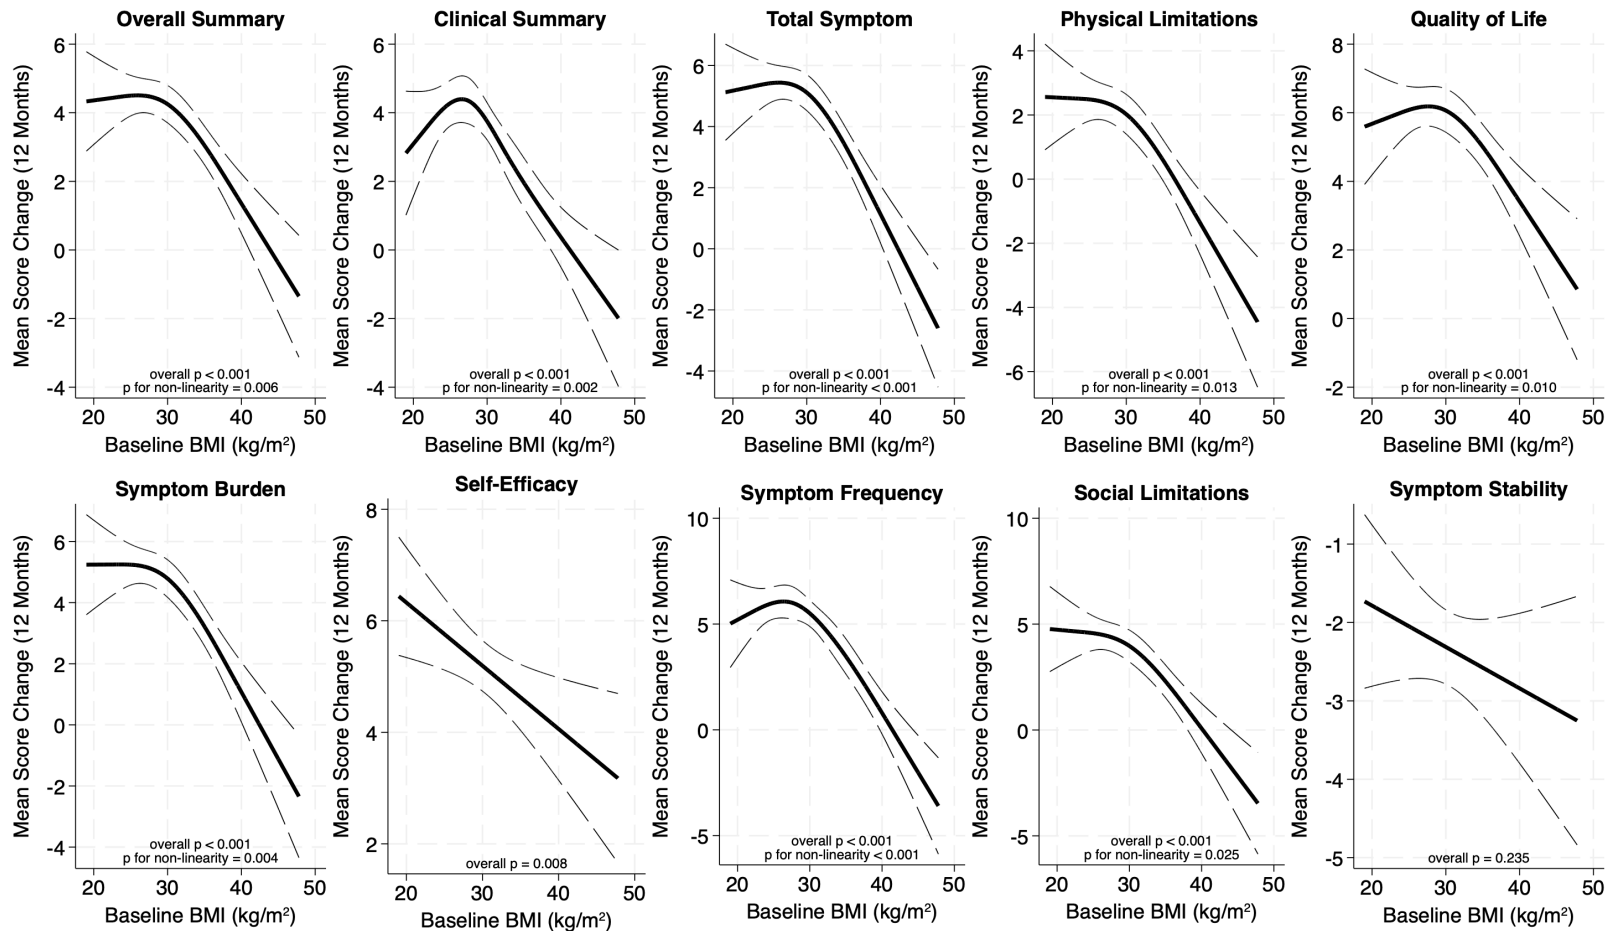 Overall Summary
Mean Score Change (12 Months)
6
4
2
0
-2
-4
overall p < 0.001
p for non-linearity = 0.006
20 30 40 50
Baseline BMI (kg/m²)
Clinical Summary
Mean Score Change (12 Months)
6
4
2
0
-2
-4
overall p < 0.001
p for non-linearity = 0.002
20 30 40 50
Baseline BMI (kg/m²)
Total Symptom
Mean Score Change (12 Months)
6
4
2
0
-2
-4
overall p < 0.001
p for non-linearity < 0.001
20 30 40 50
Baseline BMI (kg/m²)
Physical Limitations
Mean Score Change (12 Months)
4
2
0
-2
-4
-6
overall p < 0.001
p for non-linearity = 0.013
20 30 40 50
Baseline BMI (kg/m²)
Quality of Life
Mean Score Change (12 Months)
8
6
4
2
0
-2
overall p < 0.001
p for non-linearity = 0.010
20 30 40 50
Baseline BMI (kg/m²)
Symptom Burden
Mean Score Change (12 Months)
6
4
2
0
-2
-4
overall p < 0.001
p for non-linearity = 0.004
20 30 40 50
Baseline BMI (kg/m²)
Self-Efficacy
Mean Score Change (12 Months)
8
6
4
2
overall p = 0.008
20 30 40 50
Baseline BMI (kg/m²)
Symptom Frequency
Mean Score Change (12 Months)
10
5
0
-5
overall p < 0.001
p for non-linearity < 0.001
20 30 40 50
Baseline BMI (kg/m²)
Social Limitations
Mean Score Change (12 Months)
10
5
0
-5
overall p < 0.001
p for non-linearity = 0.025
20 30 40 50
Baseline BMI (kg/m²)
Symptom Stability
Mean Score Change (12 Months)
-1
-2
-3
-4
-5
overall p = 0.235
20 30 40 50
Baseline BMI (kg/m²)